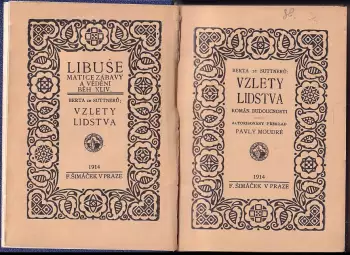 LIBUŠE
MATICE ZÁBAVY
A VĚDĚNÍ
BĚH XLIV.
BERTA ZE SUTTNERŮ:
VZLETY
LIDSTVA
1914
F. ŠIMÁČEK V PRAZE
BERTA ZE SUTTNERŮ:
VZLETY
LIDSTVA
ROMÁN BUDOUCNOSTI
AUTORISOVANÝ PŘEKLAD
PAVLY MOUDRÉ
1914
F. ŠIMÁČEK V PRAZE